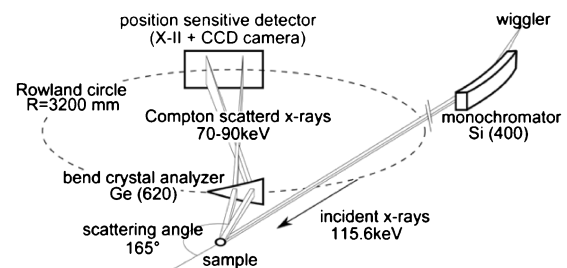 wiggler
position sensitive detector
(X-II + CCD camera)
Rowland circle
R=3200 mm
Compton scatterd x-rays
70-90keV
monochromator
Si (400)
bend crystal analyzer
Ge (620)
incident x-rays
115.6keV
scattering angle
165°
sample